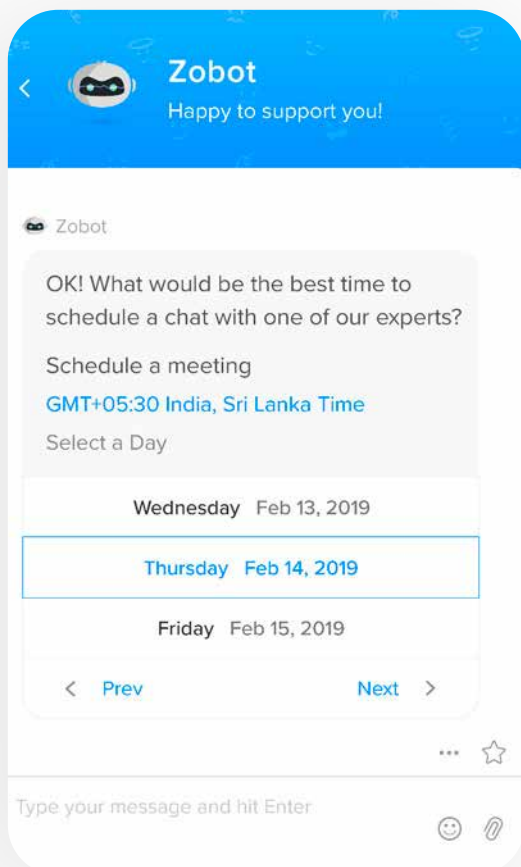 Zobot
Happy to support you!
Zobot
OK! What would be the best time to
schedule a chat with one of our experts?
Schedule a meeting
GMT+05:30 India, Sri Lanka Time
Select a Day
Wednesday Feb 13, 2019
Thursday Feb 14, 2019
Friday Feb 15, 2019
< Prev Next >
Type your message and hit Enter